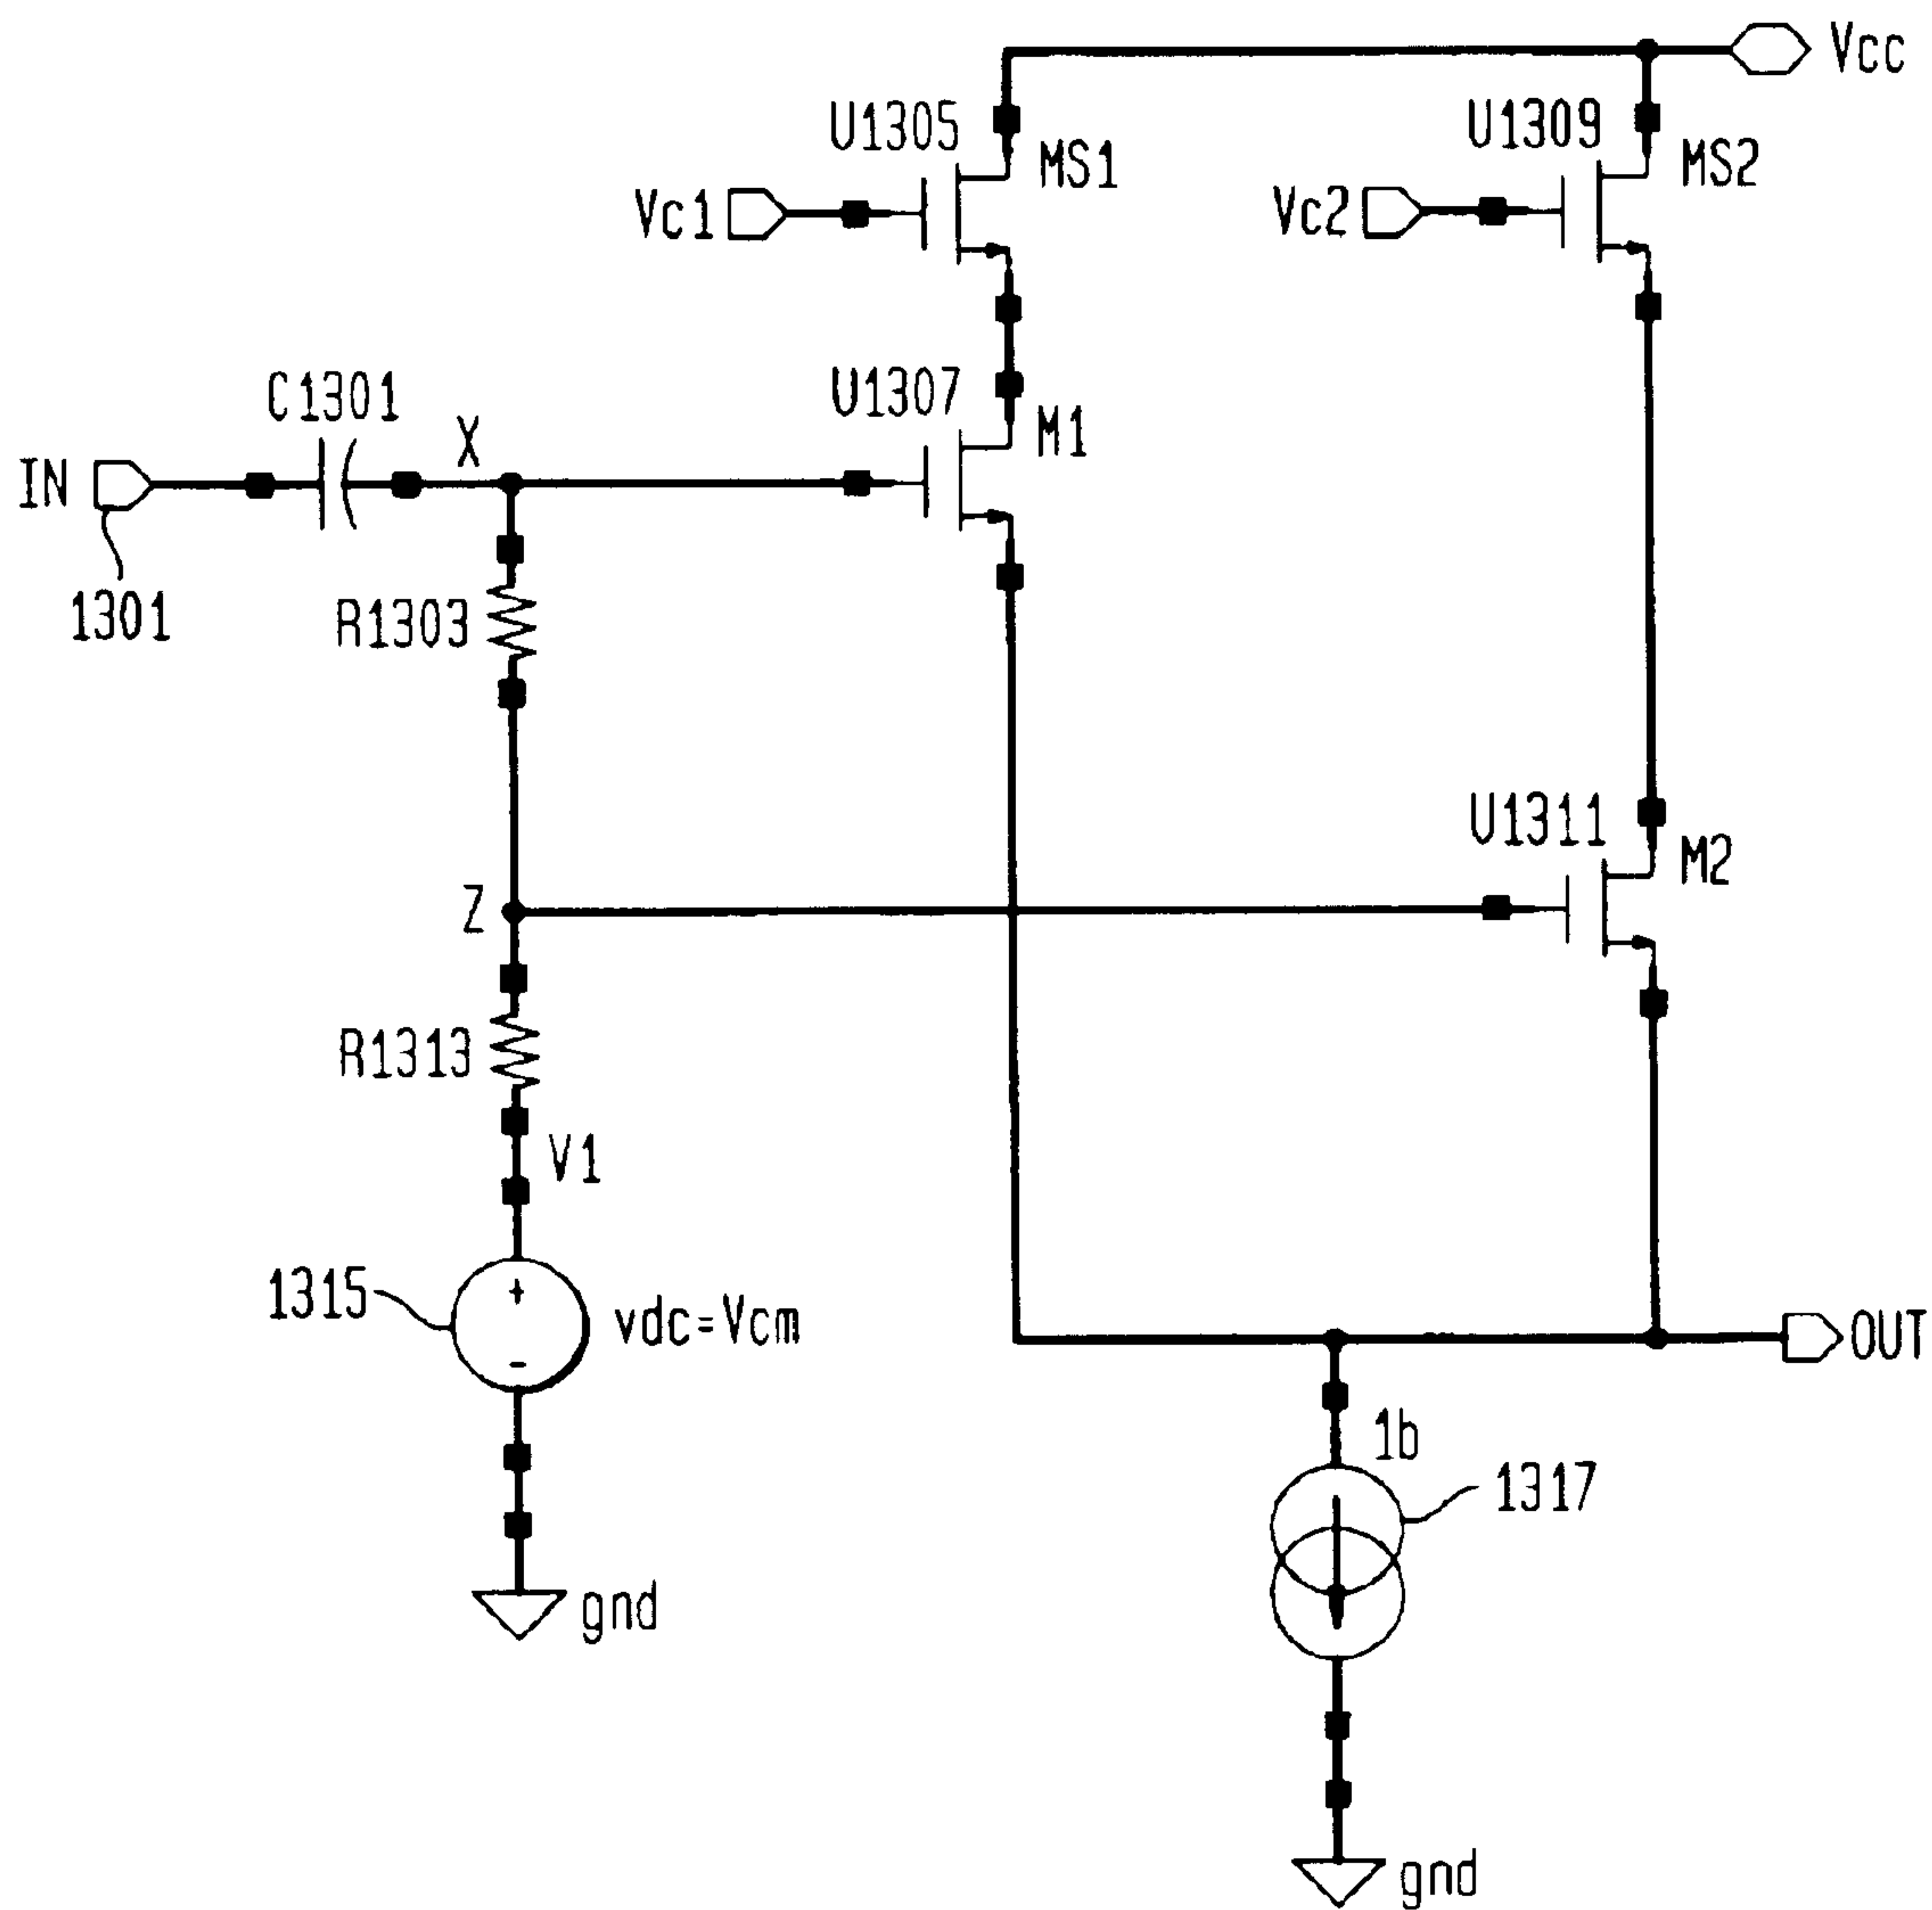 Vcc
U1305
MS1
U1309
MS2
Vc1
Vc2
C1301
X
U1307
M1
IN
1301
R1303
U1311
M2
Z
R1313
V1
1315
+
-
vdc=Vcm
OUT
1b
1317
gnd
gnd